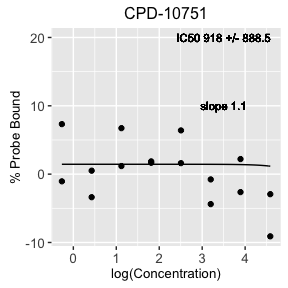 CPD-10751
IC50 918 +/- 888.5
slope 1.1
% Probe Bound
20
10
0
-10
0
1
2
3
4
log(Concentration)